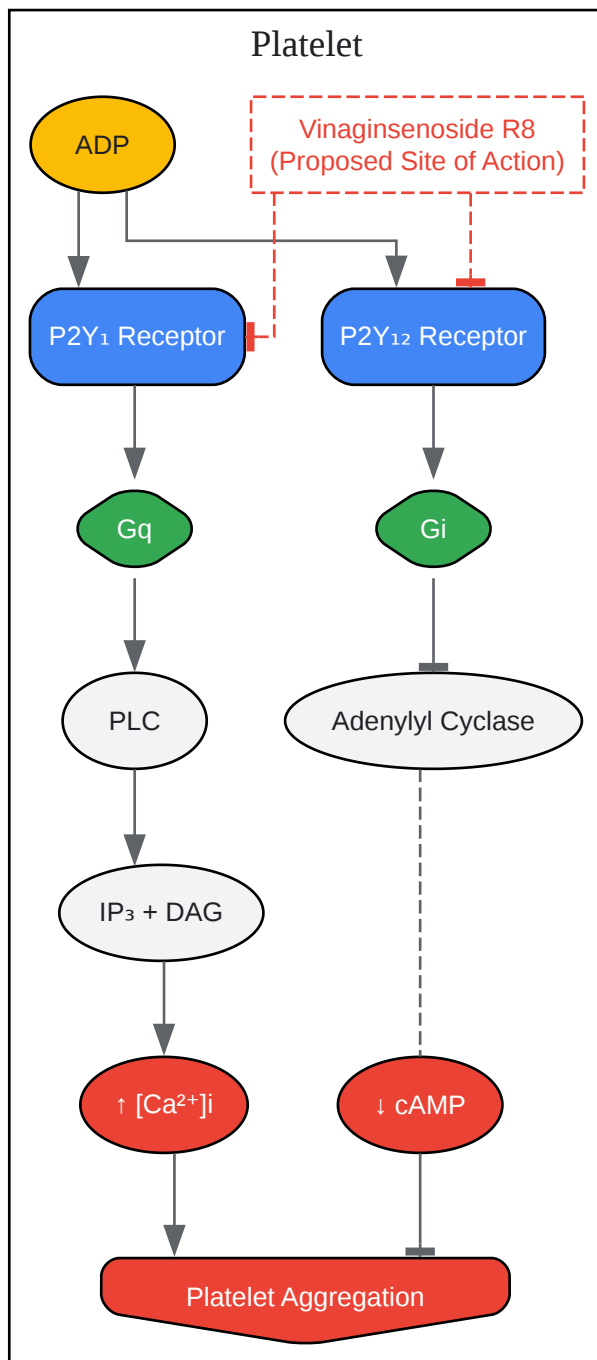 Platelet
ADP
Vinaginsenoside R8
(Proposed Site of Action)
P2Y₁ Receptor
P2Y₁₂ Receptor
Gq
Gi
PLC
Adenylyl Cyclase
IP₃ + DAG
↑ [Ca²⁺]i
↓ cAMP
Platelet Aggregation